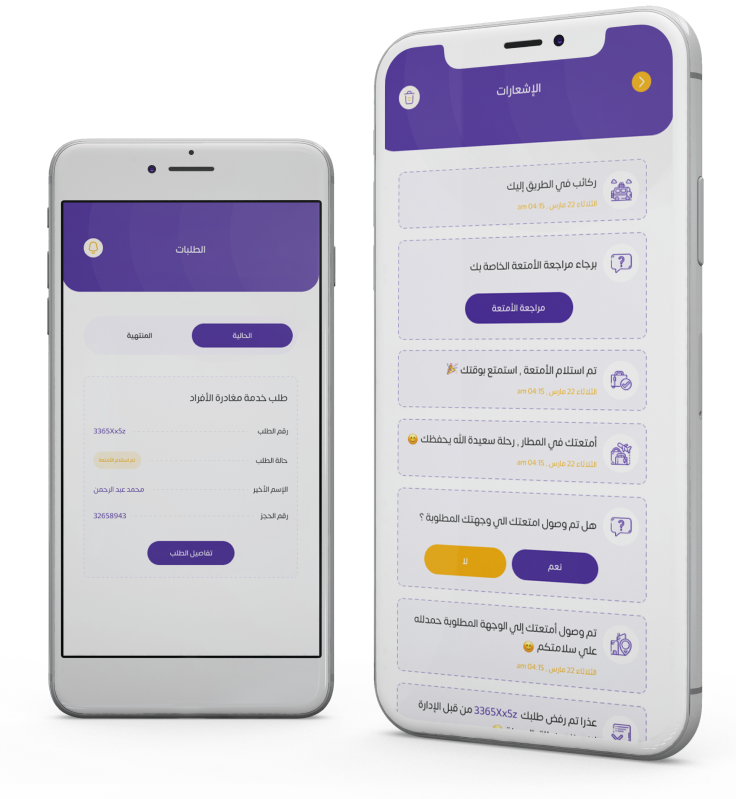 الطلبات
الحالية
المنتهية
طلب خدمة مغادرة الأفراد
رقم الطلب 3365Xx5z
حالة الطلب تم استلام الأمتعة
الإسم الأخير محمد عبد الرحمن
رقم الحجز 32658943
تفاصيل الطلب
الإشعارات
ركائب في الطريق إليك
الثلاثاء 22 مارس , 04:15 am
برجاء مراجعة الأمتعة الخاصة بك
مراجعة الأمتعة
تم استلام الأمتعة , استمتع بوقتك 🎉
الثلاثاء 22 مارس , 04:15 am
أمتعتك في المطار , رحلة سعيدة الله يحفظك 😊
الثلاثاء 22 مارس , 04:15 am
هل تم وصول امتعتك الي وجهتك المطلوبة ؟
نعم
لا
تم وصول أمتعتك إلي الوجهة المطلوبة حمدلله
علي سلامتكم 😊
الثلاثاء 22 مارس , 04:15 am
عذرا تم رفض طلبك 3365Xx5z من قبل الإدارة